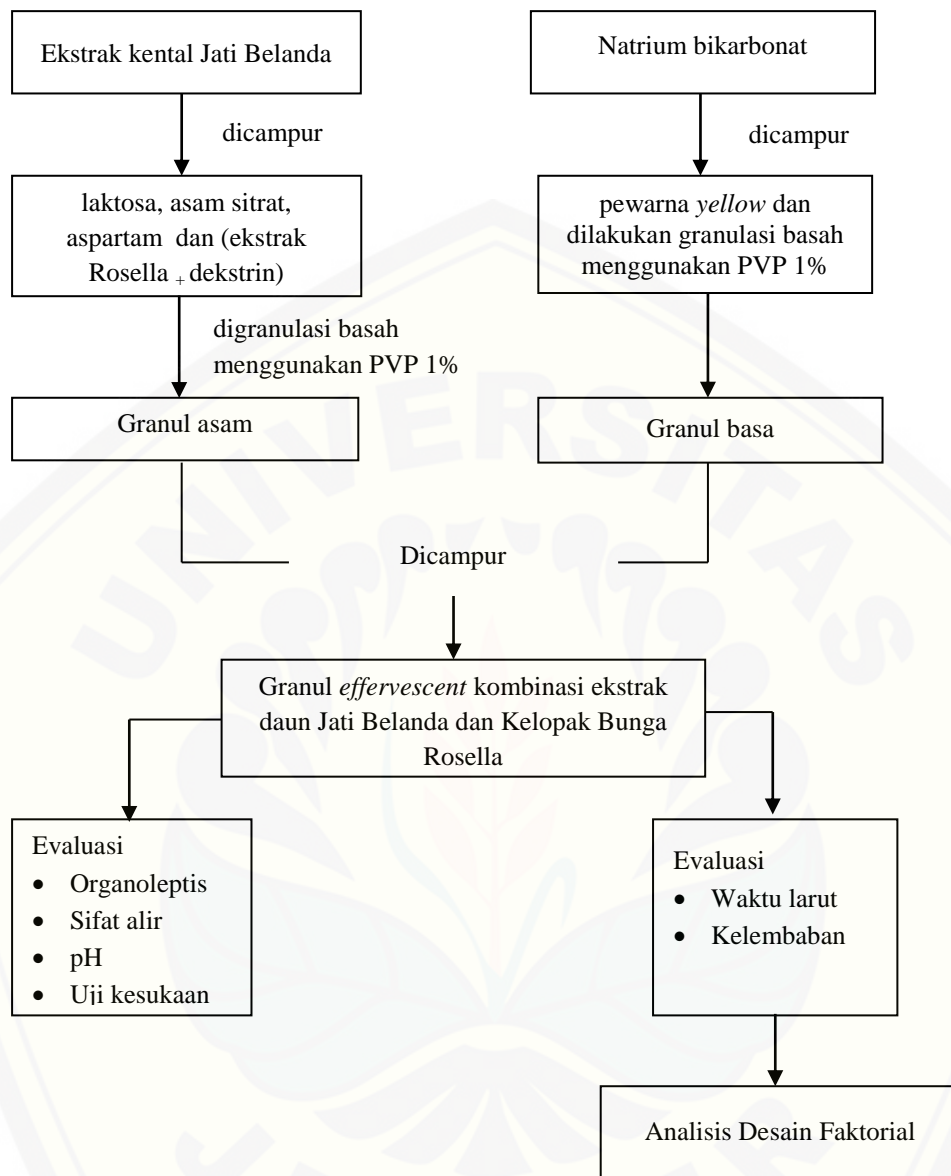 Ekstrak kental Jati Belanda
Natrium bikarbonat
dicampur
dicampur
laktosa, asam sitrat,
aspartam dan (ekstrak
Rosella + dekstrin)
pewarna yellow dan
dilakukan granulasi basah
menggunakan PVP 1%
digranulasi basah
menggunakan PVP 1%
Granul asam
Granul basa
Dicampur
Granul effervescent kombinasi ekstrak
daun Jati Belanda dan Kelopak Bunga
Rosella
Evaluasi
• Organoleptis
• Sifat alir
• pH
• Uji kesukaan
Evaluasi
• Waktu larut
• Kelembaban
Analisis Desain Faktorial
UNIVERSITAS